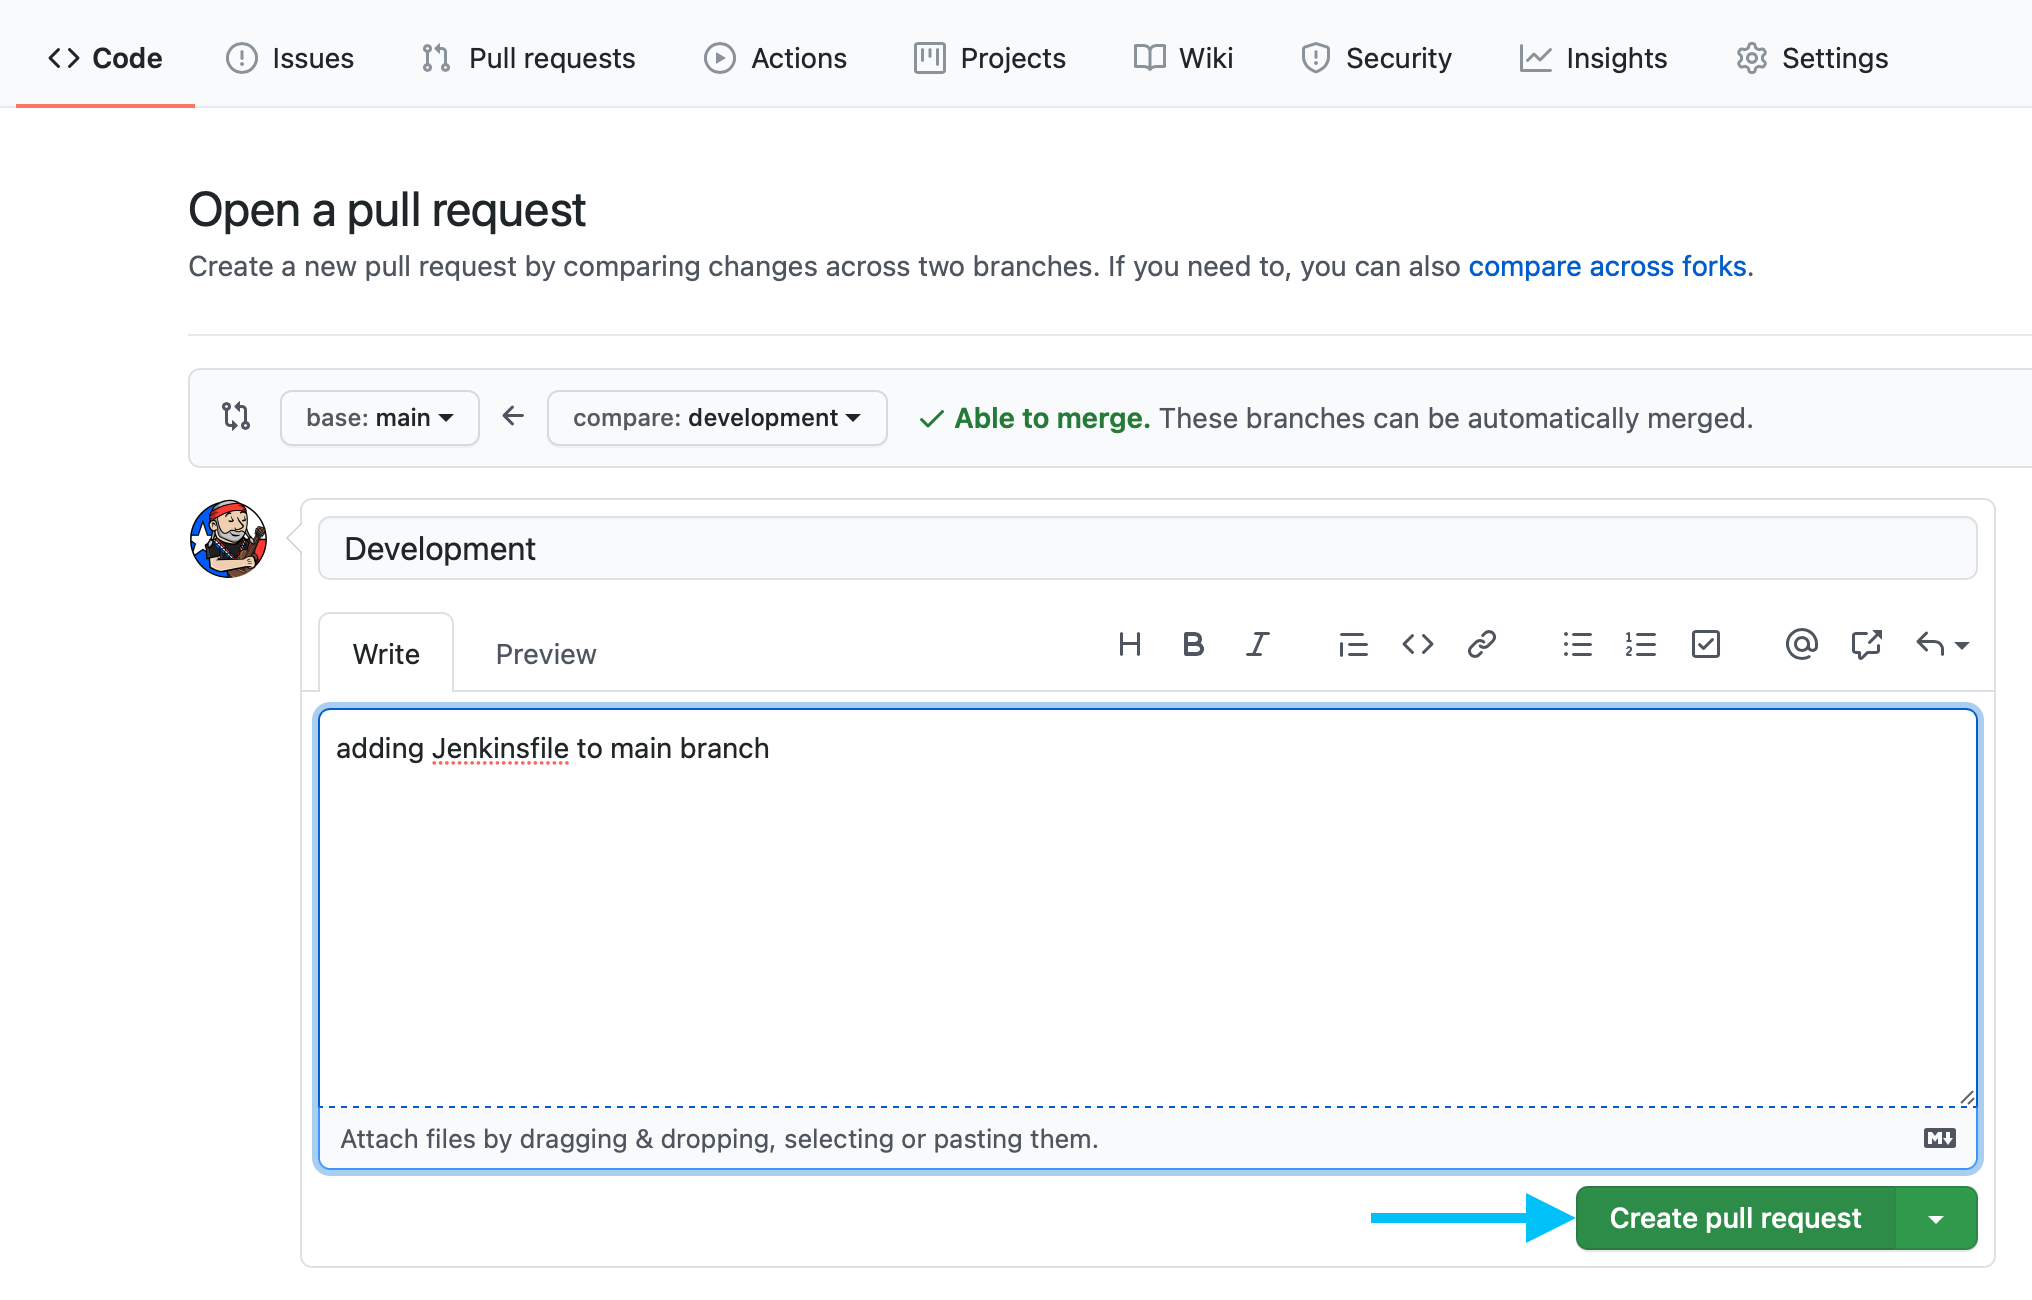 Code Issues Pull requests Actions Projects Wiki Security Insights Settings
Open a pull request
Create a new pull request by comparing changes across two branches. If you need to, you can also compare across forks.
base: main compare: development Able to merge. These branches can be automatically merged.
Development
Write Preview
adding Jenkinsfile to main branch
Attach files by dragging & dropping, selecting or pasting them.
Create pull request